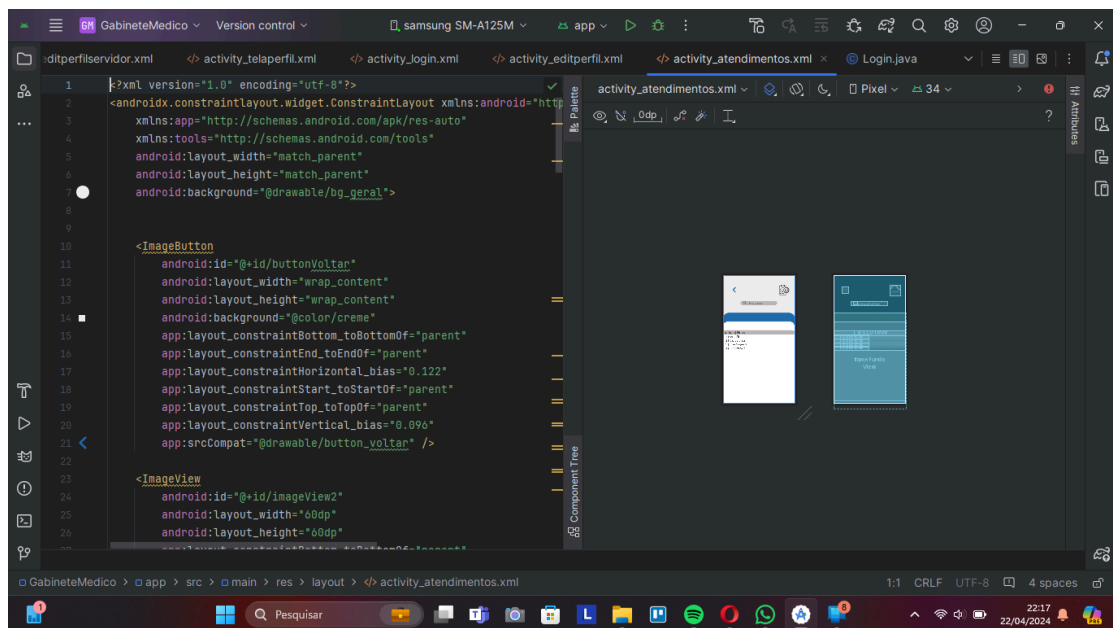 GM GabineteMedico Version control samsung SM-A125M app
editperfilservidor.xml </> activity_telaperfil.xml </> activity_login.xml </> activity_editperfil.xml </> activity_atendimentos.xml × © Login.java
1 <?xml version="1.0" encoding="utf-8"?>
2 <androidx.constraintlayout.widget.ConstraintLayout xmlns:android="http
3 xmlns:app="http://schemas.android.com/apk/res-auto"
4 xmlns:tools="http://schemas.android.com/tools"
5 android:layout_width="match_parent"
6 android:layout_height="match_parent"
7 android:background="@drawable/bg_geral">
8
9
10 <ImageButton
11 android:id="@+id/buttonVoltar"
12 android:layout_width="wrap_content"
13 android:layout_height="wrap_content"
14 android:background="@color/creme"
15 app:layout_constraintBottom_toBottomOf="parent"
16 app:layout_constraintEnd_toEndOf="parent"
17 app:layout_constraintHorizontal_bias="0.122"
18 app:layout_constraintStart_toStartOf="parent"
19 app:layout_constraintTop_toTopOf="parent"
20 app:layout_constraintVertical_bias="0.096"
21 app:srcCompat="@drawable/button_voltar" />
22
23 <ImageView
24 android:id="@+id/imageView2"
25 android:layout_width="60dp"
26 android:layout_height="60dp"
Palette
Component Tree
activity_atendimentos.xml Pixel 34
0dp ?
Attributes
GabineteMedico > app > src > main > res > layout > </> activity_atendimentos.xml 1:1 CRLF UTF-8 4 spaces
1 Pesquisar L 8 22:17
22/04/2024 PRE